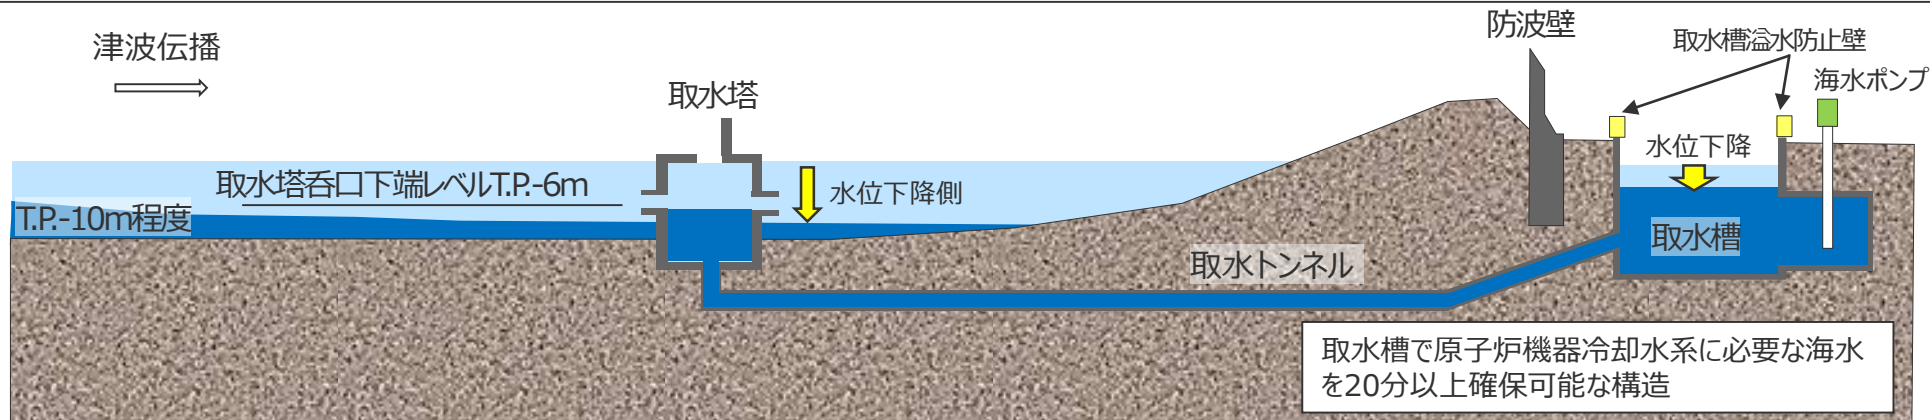 津波伝播
防波壁
取水槽溢水防止壁
海水ポンプ
取水塔
水位下降
取水塔呑口下端レベルT.P.-6m
水位下降側
T.P.-10m程度
取水槽
取水トンネル
取水槽で原子炉機器冷却水系に必要な海水
を20分以上確保可能な構造